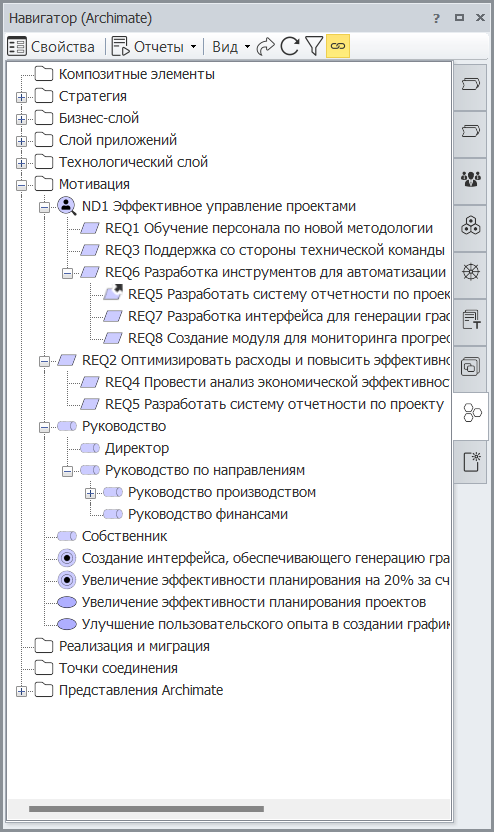 Навигатор (Archimate)
Свойства Отчеты Вид
Композитные элементы
Стратегия
Бизнес-слой
Слой приложений
Технологический слой
Мотивация
ND1 Эффективное управление проектами
REQ1 Обучение персонала по новой методологии
REQ3 Поддержка со стороны технической команды
REQ6 Разработка инструментов для автоматизации
REQ5 Разработать систему отчетности по проек
REQ7 Разработка интерфейса для генерации граф
REQ8 Создание модуля для мониторинга прогрес
REQ2 Оптимизировать расходы и повысить эффективно
REQ4 Провести анализ экономической эффективнос
REQ5 Разработать систему отчетности по проекту
Руководство
Директор
Руководство по направлениям
Руководство производством
Руководство финансами
Собственник
Создание интерфейса, обеспечивающего генерацию гра
Увеличение эффективности планирования на 20% за сч
Увеличение эффективности планирования проектов
Улучшение пользовательского опыта в создании график
Реализация и миграция
Точки соединения
Представления Archimate